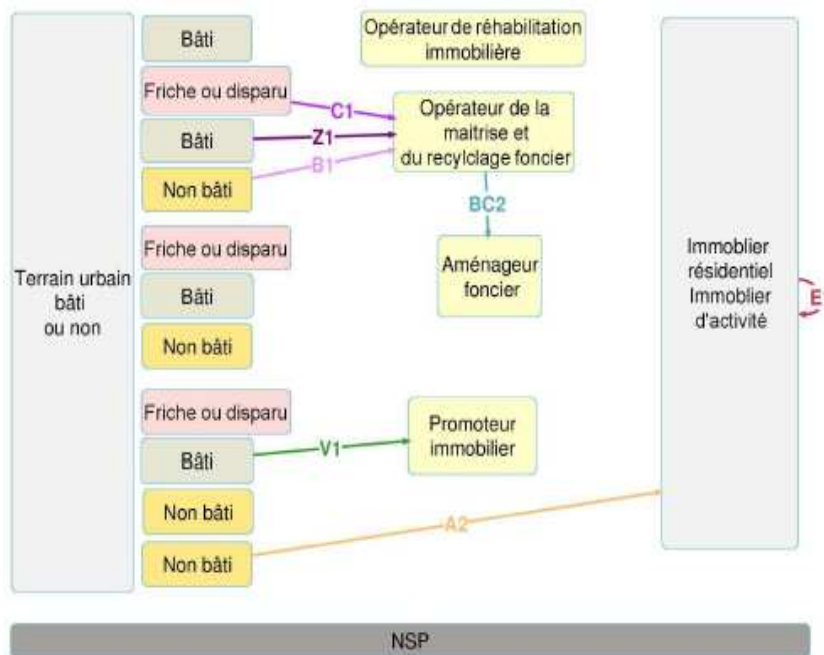 Terrain urbain
bâti
ou non
Bâti
Friche ou disparu
Bâti
Non bâti
Friche ou disparu
Bâti
Non bâti
Friche ou disparu
Bâti
Non bâti
Non bâti
C1
Z1
B1
BC2
V1
A2
Opérateur de réhabilitation
immobilière
Opérateur de la
maitrise et
du recylclage foncier
Aménageur
foncier
Promoteur
immobilier
Immoblier
résidentiel
Immoblier
d'activité
E
NSP